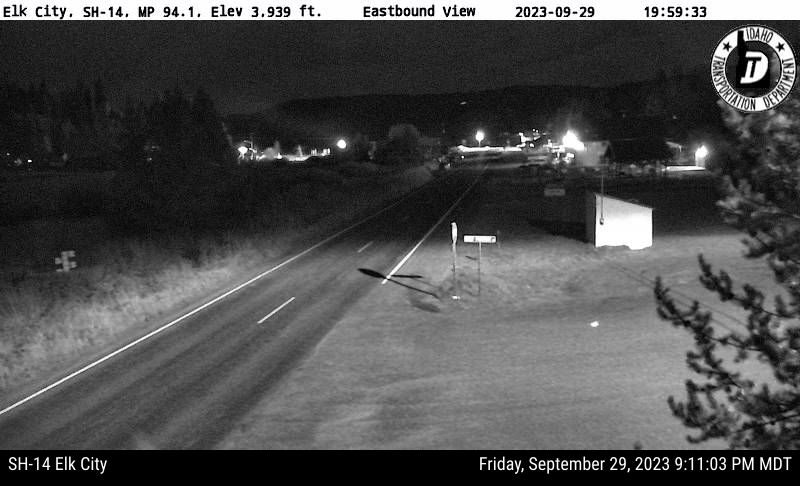 Elk City, SH-14, MP 94.1, Elev 3,939 ft. Eastbound View 2023-09-29 19:59:33
IDAHO
TRANSPORTATION DEPARTMENT
SH-14 Elk City Friday, September 29, 2023 9:11:03 PM MDT